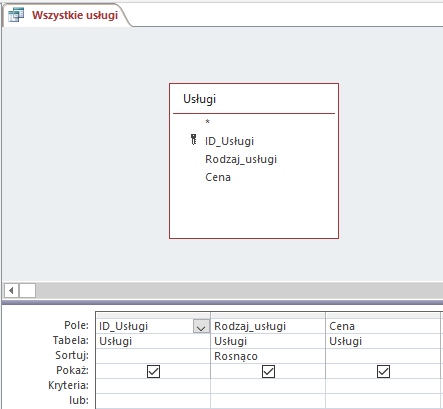 Wszystkie usługi
Usługi
*
ID_Usługi
Rodzaj_usługi
Cena
Pole: ID_Usługi Rodzaj_usługi Cena
Tabela: Usługi Usługi Usługi
Sortuj: Rosnąco
Pokaż:
Kryteria:
lub: